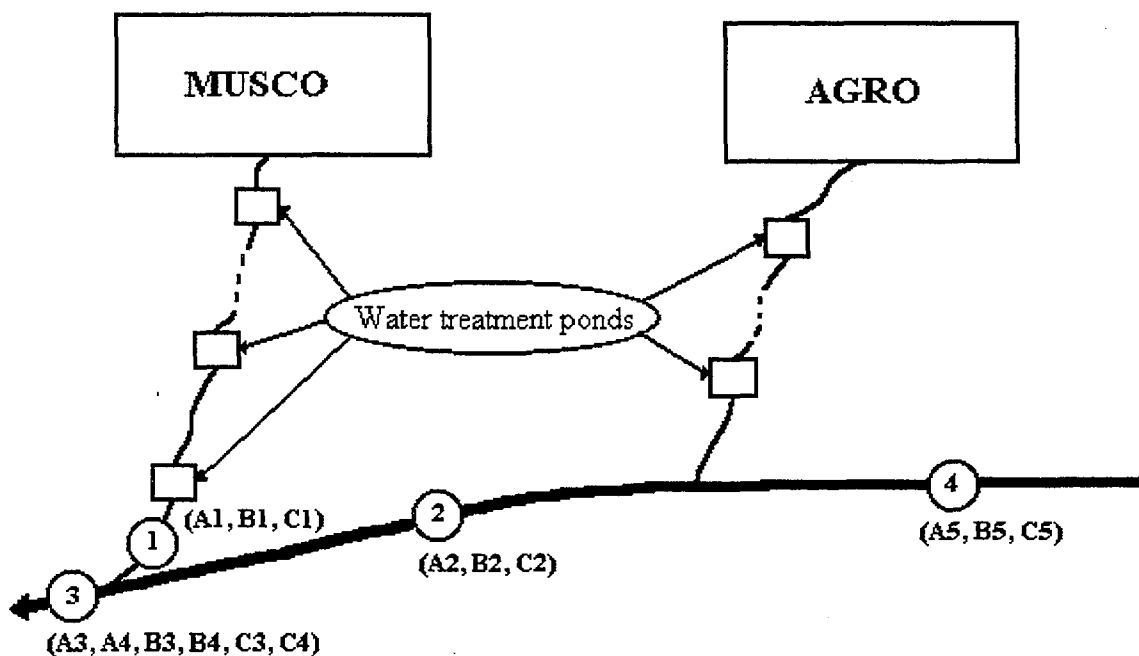 MUSCO
AGRO
Water treatment ponds
4
2
(A1, B1, C1)
1
(A5, B5, C5)
(A2, B2, C2)
3
(A3, A4, B3, B4, C3, C4)